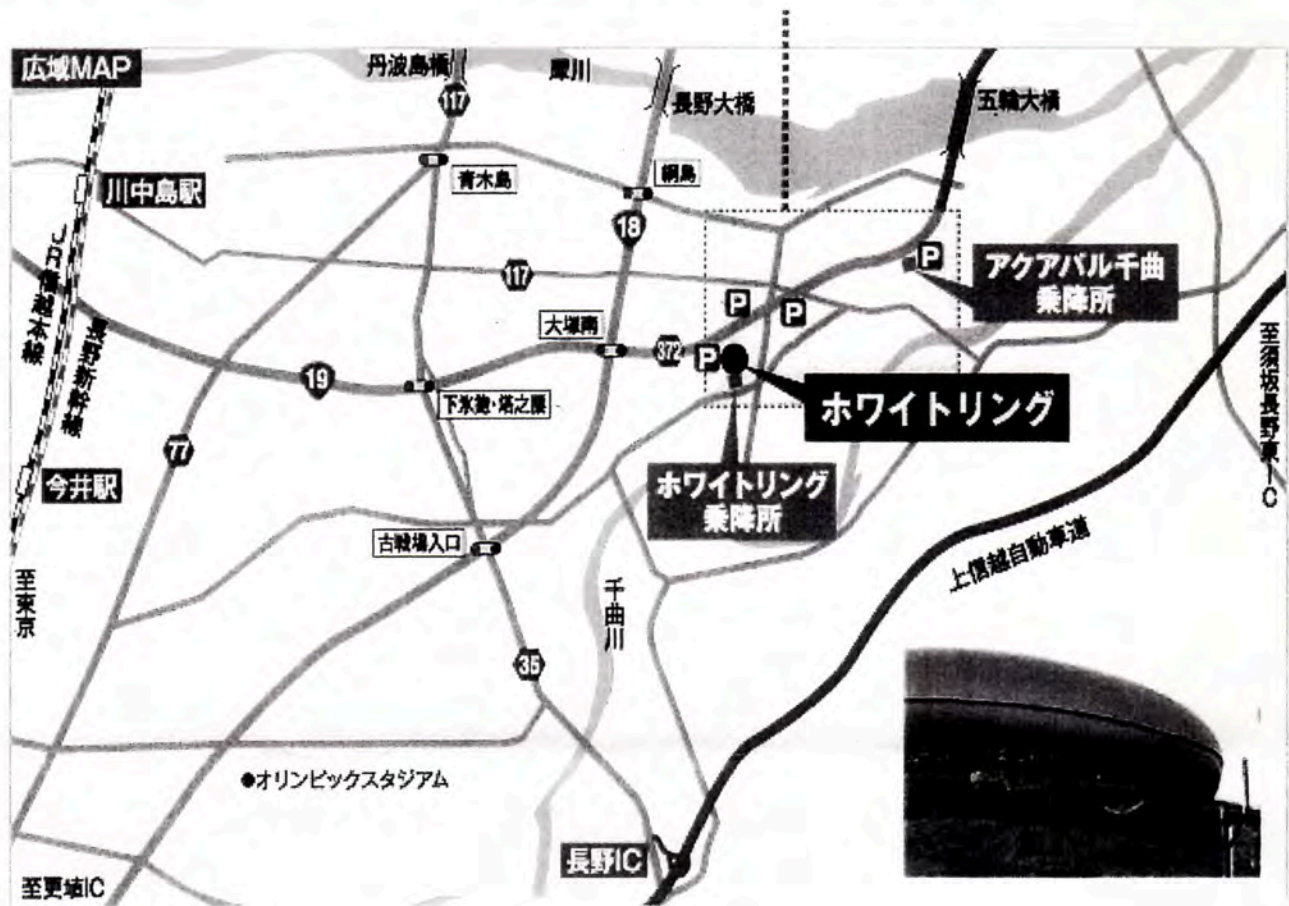 広域MAP
丹波島橋
犀川
長野大橋
五輪大橋
117
川中島駅
青木島
綱島
18
117
P
アクアパル千曲
乗降所
JR信越本線
長野新幹線
大塚南
P
P
372
P
19
下氷鉋・塔之腰
ホワイトリング
至須坂長野東IC
77
今井駅
ホワイトリング
乗降所
古戦場入口
上信越自動車道
至東京
千曲川
35
●オリンピックスタジアム
長野IC
至更埴IC